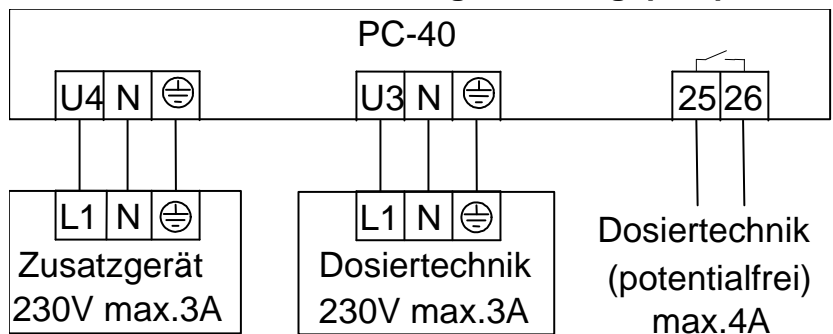 PC-40
U4 N U3 N 25 26
L1 N L1 N
Zusatzgerät
230V max.3A
Dosiertechnik
230V max.3A
Dosiertechnik
(potentialfrei)
max.4A